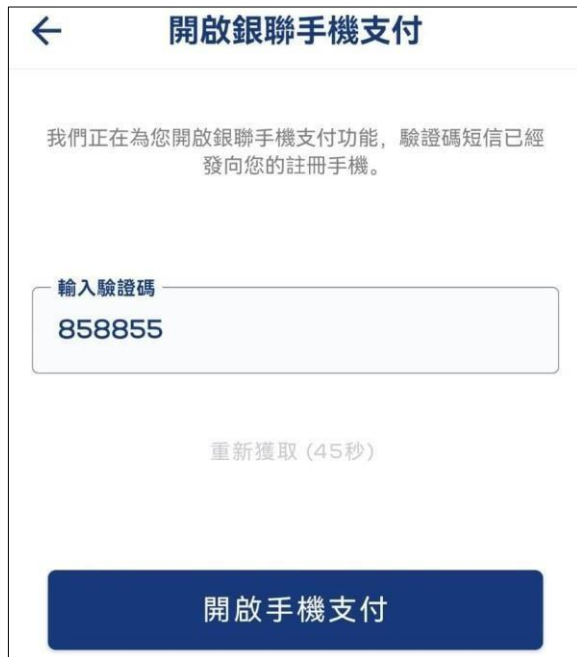 開啟銀聯手機支付
我們正在為您開啟銀聯手機支付功能，驗證碼短信已經
發向您的註冊手機。
輸入驗證碼
858855
重新獲取 (45秒)
開啟手機支付